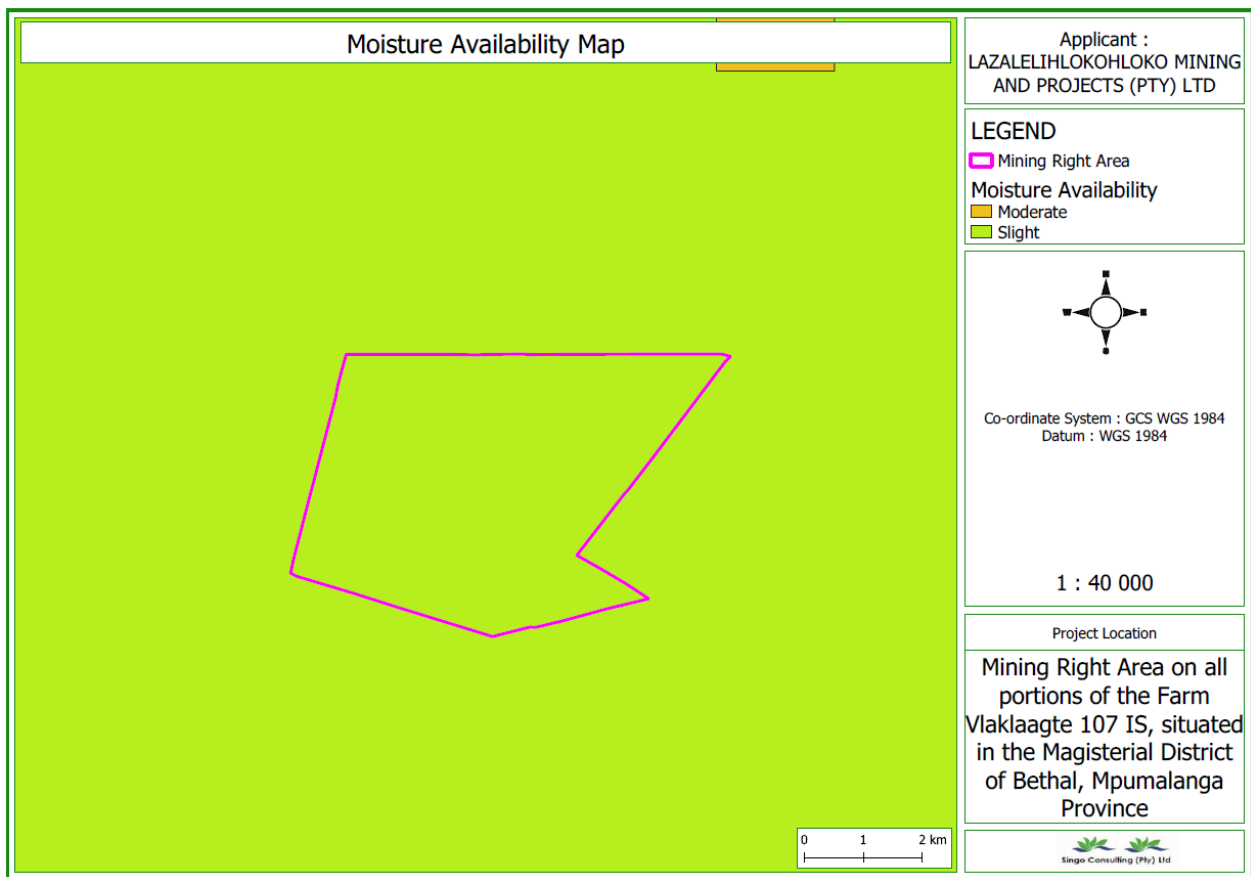 Moisture Availability Map
Applicant :
LAZALELIHLOKOHLOKO MINING
AND PROJECTS (PTY) LTD
LEGEND
Mining Right Area
Moisture Availability
Moderate
Slight
Co-ordinate System : GCS WGS 1984
Datum : WGS 1984
1 : 40 000
Project Location
Mining Right Area on all
portions of the Farm
Vlaklaagte 107 IS, situated
in the Magisterial District
of Bethal, Mpumalanga
Province
0 1 2 km
Singo Consulting (Pty) Ltd